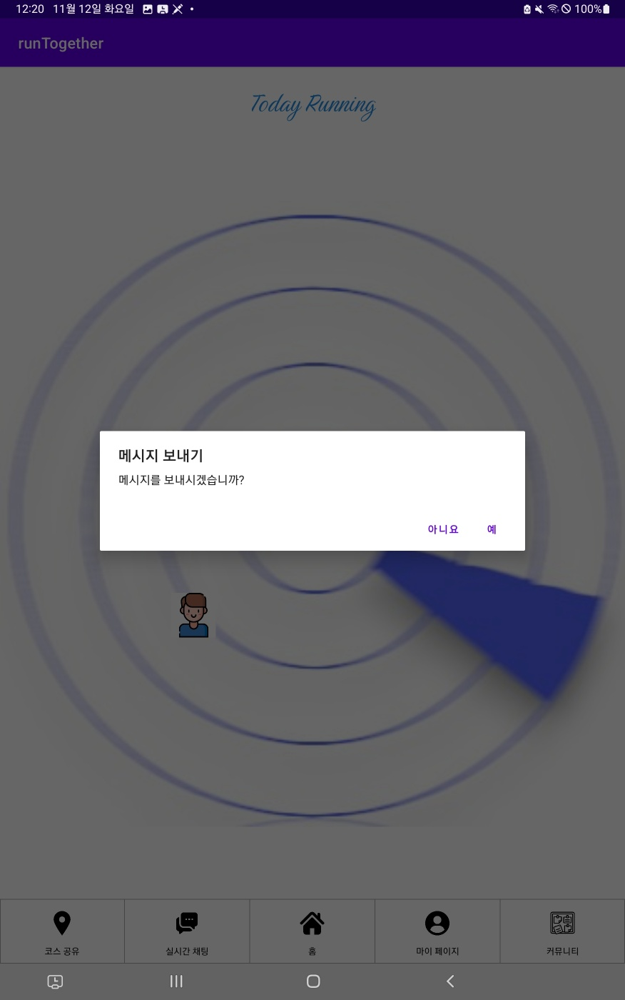 12:20 11월 12일 화요일
100%
runTogether
Today Running
메시지 보내기
메시지를 보내시겠습니까?
아니요 예
코스 공유 실시간 채팅 홈 마이 페이지 커뮤니티